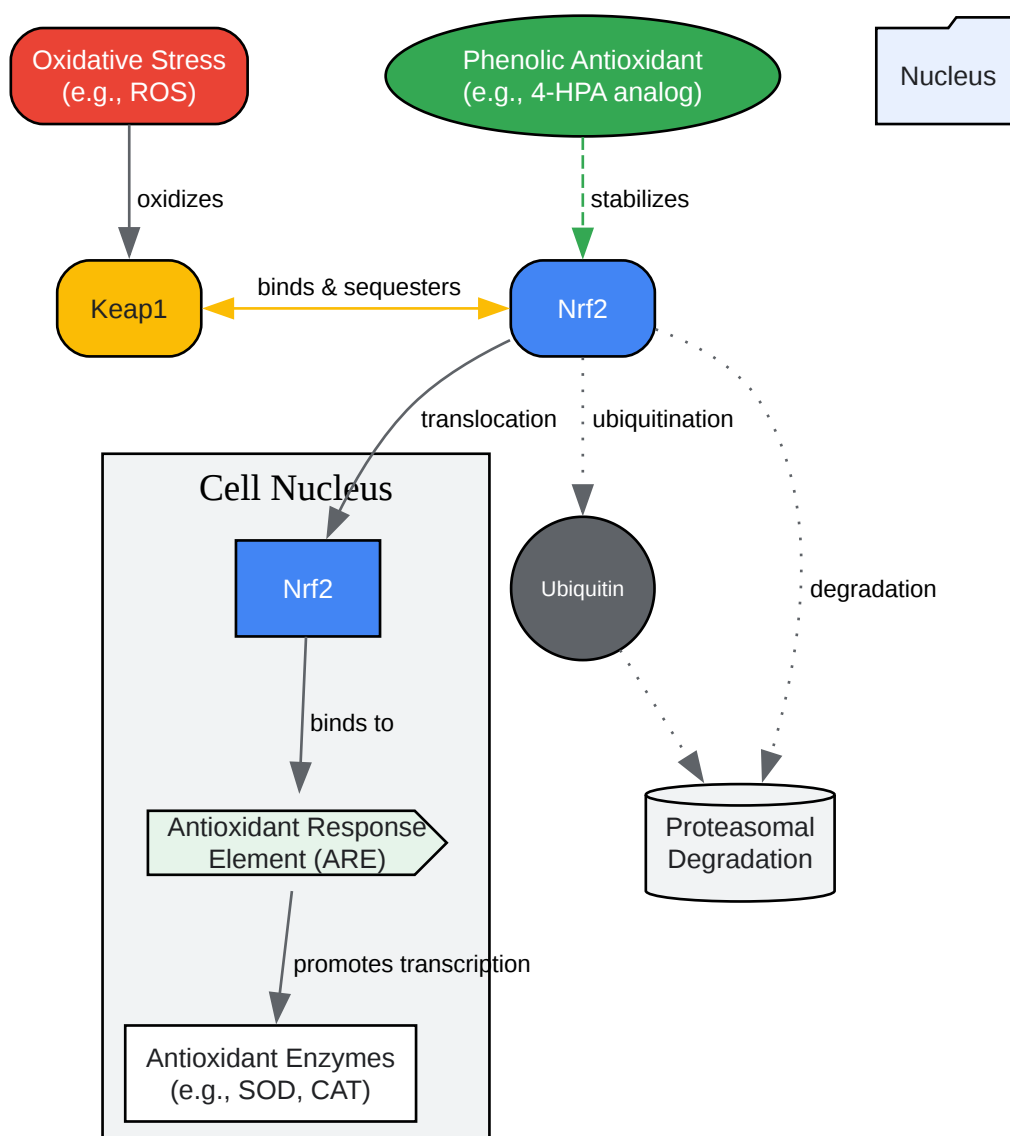 Oxidative Stress
(e.g., ROS)
Phenolic Antioxidant
(e.g., 4-HPA analog)
Nucleus
oxidizes
stabilizes
Keap1
binds & sequesters
Nrf2
translocation
ubiquitination
Cell Nucleus
Nrf2
Ubiquitin
degradation
binds to
Antioxidant Response
Element (ARE)
Proteasomal
Degradation
promotes transcription
Antioxidant Enzymes
(e.g., SOD, CAT)